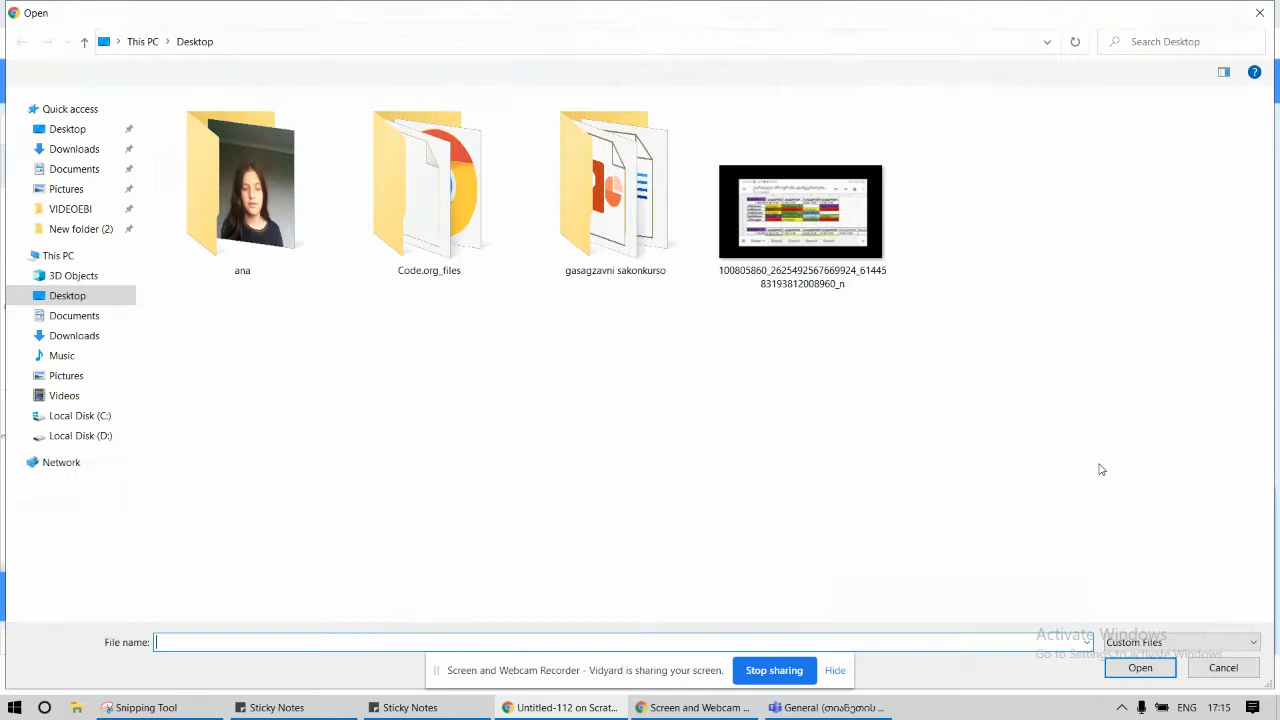 Open
This PC
Desktop
Search Desktop
Quick access
Desktop
Downloads
Documents
Pictures
New folder (2)
This PC
3D Objects
Desktop
Documents
Downloads
Music
Pictures
Videos
Local Disk (C:)
Local Disk (D:)
Network
ana
Code.org_files
gasagzavni sakonkurso
100805860_2625492567669924_61445
83193812008960_n
File name:
Custom Files
Activate Windows
Go to Settings to activate Windows.
Open
Cancel
Screen and Webcam Recorder - Vidyard is sharing your screen.
Stop sharing
Hide
Snipping Tool
Sticky Notes
Sticky Notes
Untitled-112 on Scrat...
Screen and Webcam ...
General
ENG
17:15